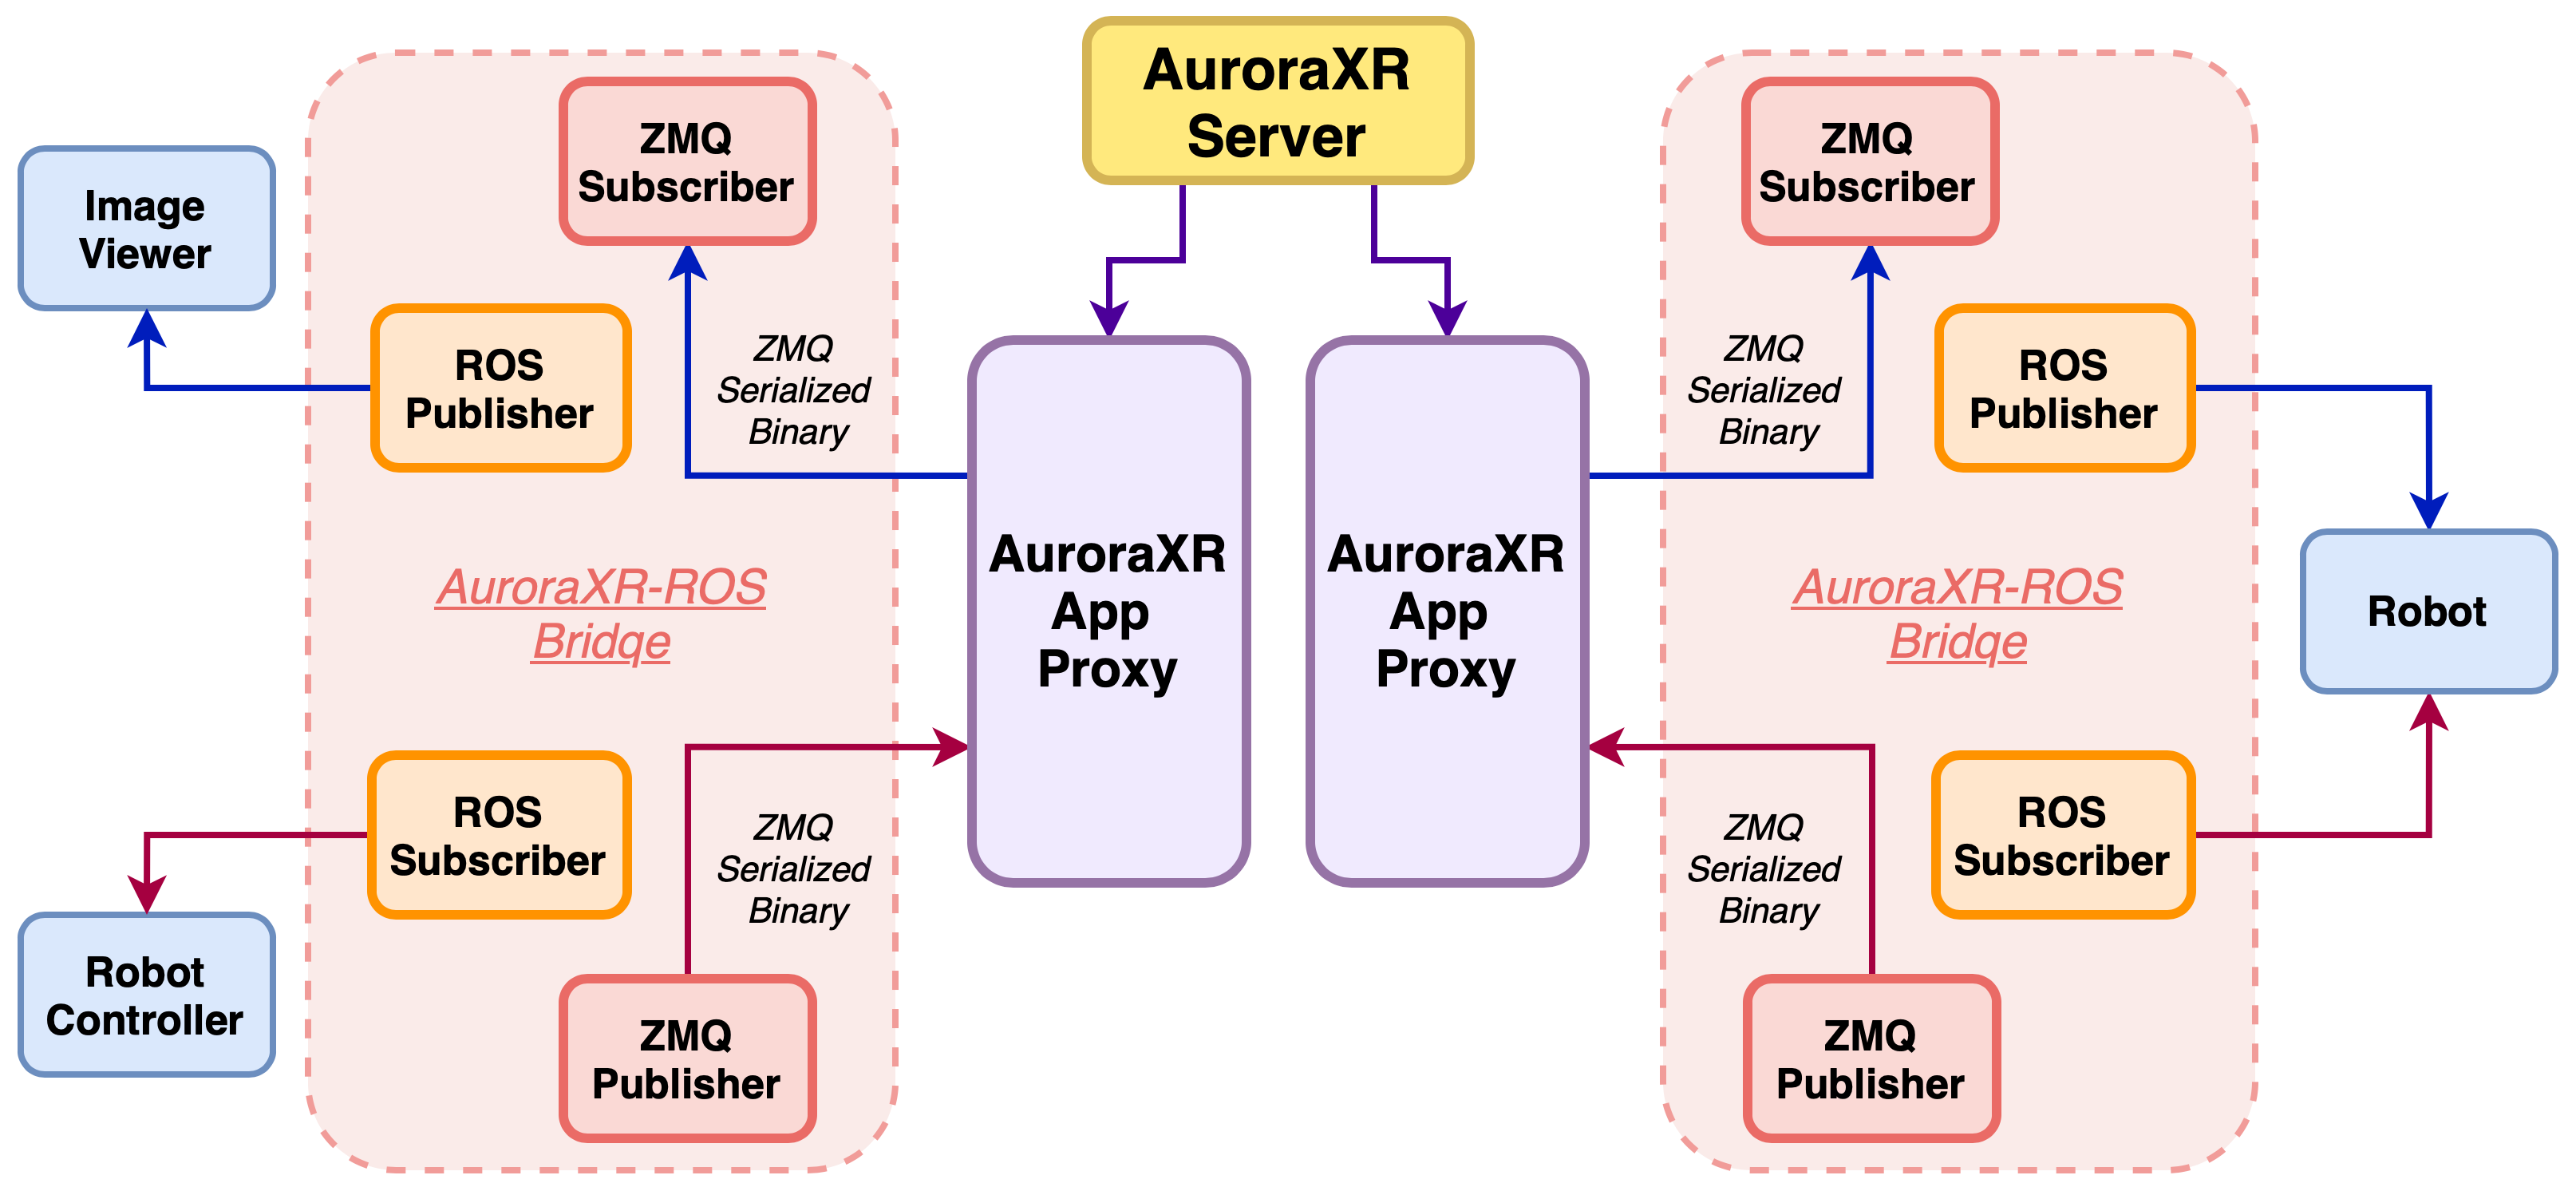 AuroraXR
Server
ZMQ
Subscriber
Image
Viewer
ROS
Publisher
ZMQ
Serialized
Binary
AuroraXR-ROS
Bridge
ROS
Subscriber
ZMQ
Serialized
Binary
Robot
Controller
ZMQ
Publisher
AuroraXR
App
Proxy
AuroraXR
App
Proxy
ZMQ
Subscriber
ZMQ
Serialized
Binary
ROS
Publisher
AuroraXR-ROS
Bridge
Robot
ZMQ
Serialized
Binary
ROS
Subscriber
ZMQ
Publisher